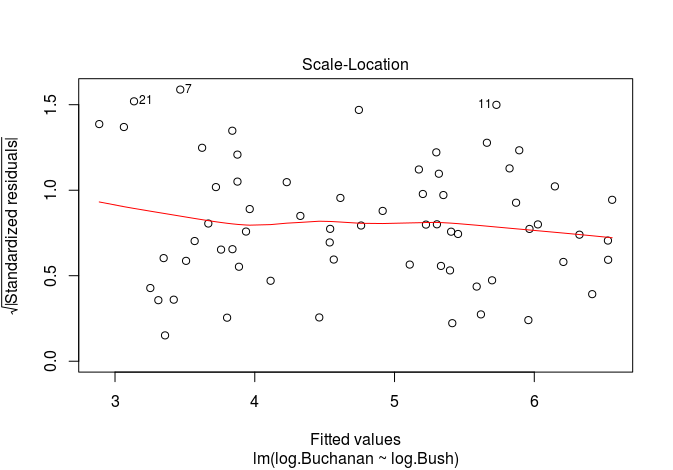 Scale-Location
√|Standardized residuals|
1.5
1.0
0.5
0.0
21
7
11
3 4 5 6
Fitted values
lm(log.Buchanan ~ log.Bush)